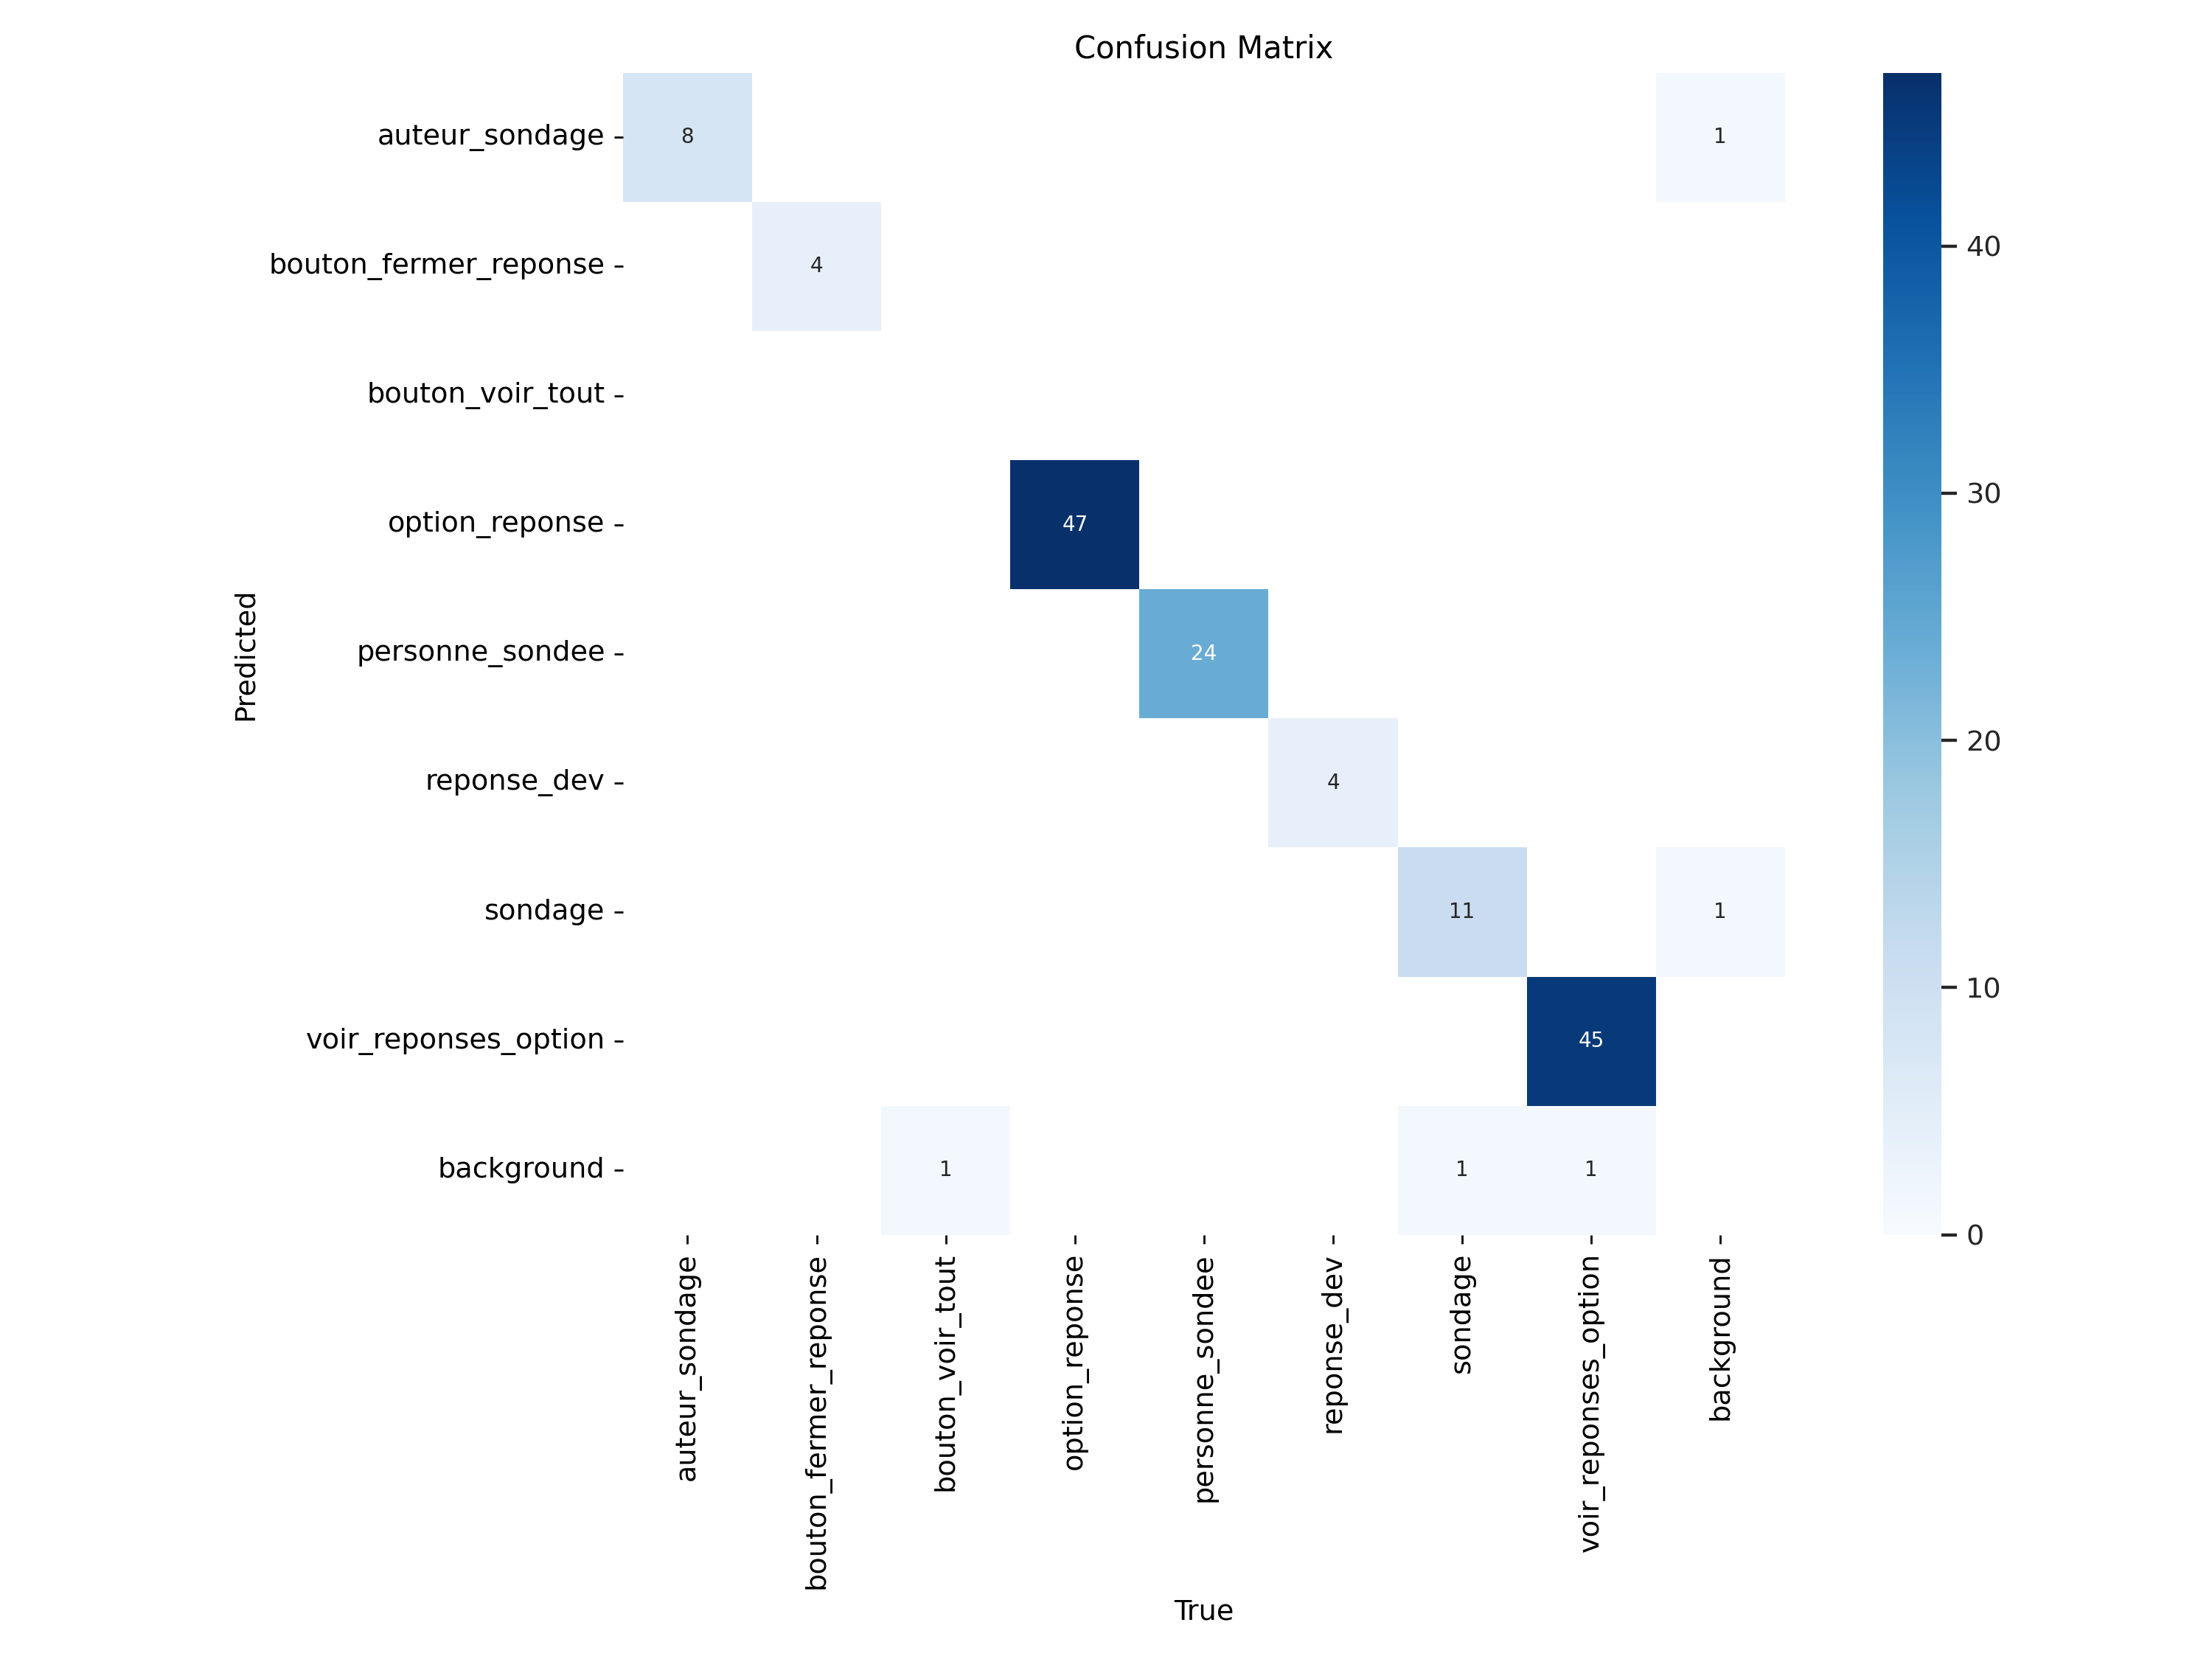 Confusion Matrix
auteur_sondage
8
1
bouton_fermer_reponse
4
bouton_voir_tout
option_reponse
47
personne_sondee
24
reponse_dev
4
sondage
11
1
voir_reponses_option
45
background
1
1
1
Predicted
auteur_sondage
bouton_fermer_reponse
bouton_voir_tout
option_reponse
personne_sondee
reponse_dev
sondage
voir_reponses_option
background
True
40
30
20
10
0